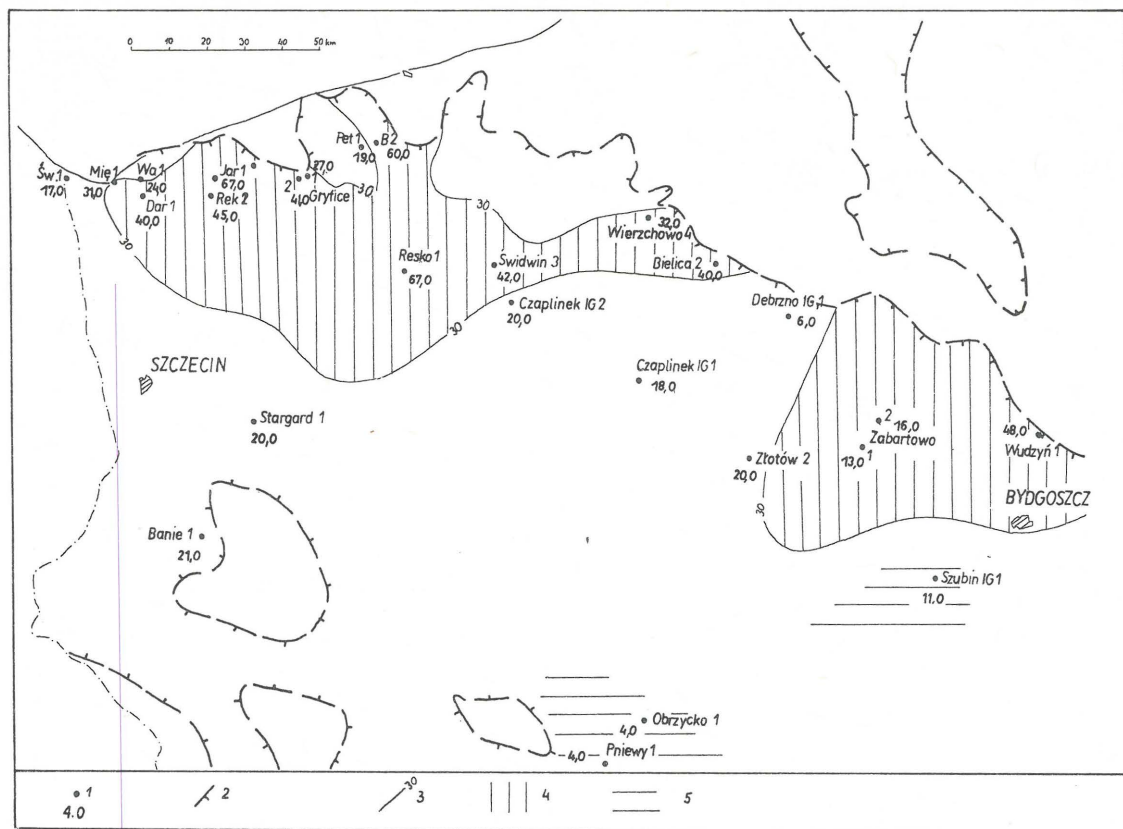 0 10 20 30 40 50 km
Pet 1
19,0
B2
60,0
Św.1
17,0
Mię 1
31,0
Wa 1
24,0
Dar 1
40,0
Jar 1
67,0
Rek 2
45,0
27,0
2
1
41,0
Gryfice
30
30
30
Wierzchowo 4
32,0
Resko 1
67,0
Świdwin 3
42,0
Bielica 2
40,0
Czaplinek IG2
20,0
30
Debrzno IG 1
6,0
SZCZECIN
Czaplinek IG1
18,0
Stargard 1
20,0
2
16,0
Zabartowo
13,0
1
48,0
Wudzyń 1
Złotów 2
20,0
30
BYDGOSZCZ
Banie 1
21,0
Szubin IG1
11.0
Obrzycko 1
4,0
4,0
Pniewy 1
1
4.0
2
30
3
4
5